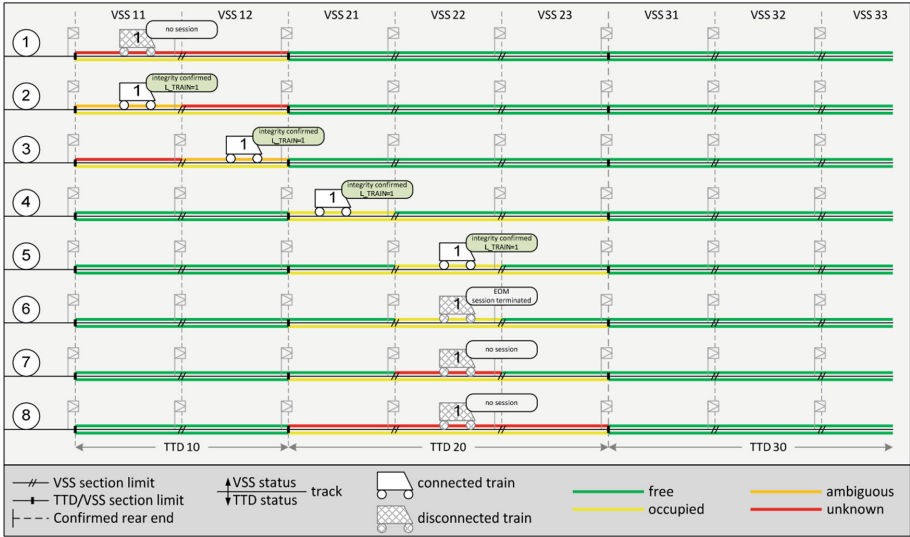 VSS 11 VSS 12 VSS 21 VSS 22 VSS 23 VSS 31 VSS 32 VSS 33
1
1
no session
2
1
integrity confirmed
L_TRAIN=1
3
1
integrity confirmed
L_TRAIN=1
4
1
integrity confirmed
L_TRAIN=1
5
1
integrity confirmed
L_TRAIN=1
6
1
EOM
session terminated
7
1
no session
8
1
no session
TTD 10 TTD 20 TTD 30
VSS section limit
TTD/VSS section limit
Confirmed rear end
VSS status
TTD status
track
connected train
disconnected train
free
occupied
ambiguous
unknown